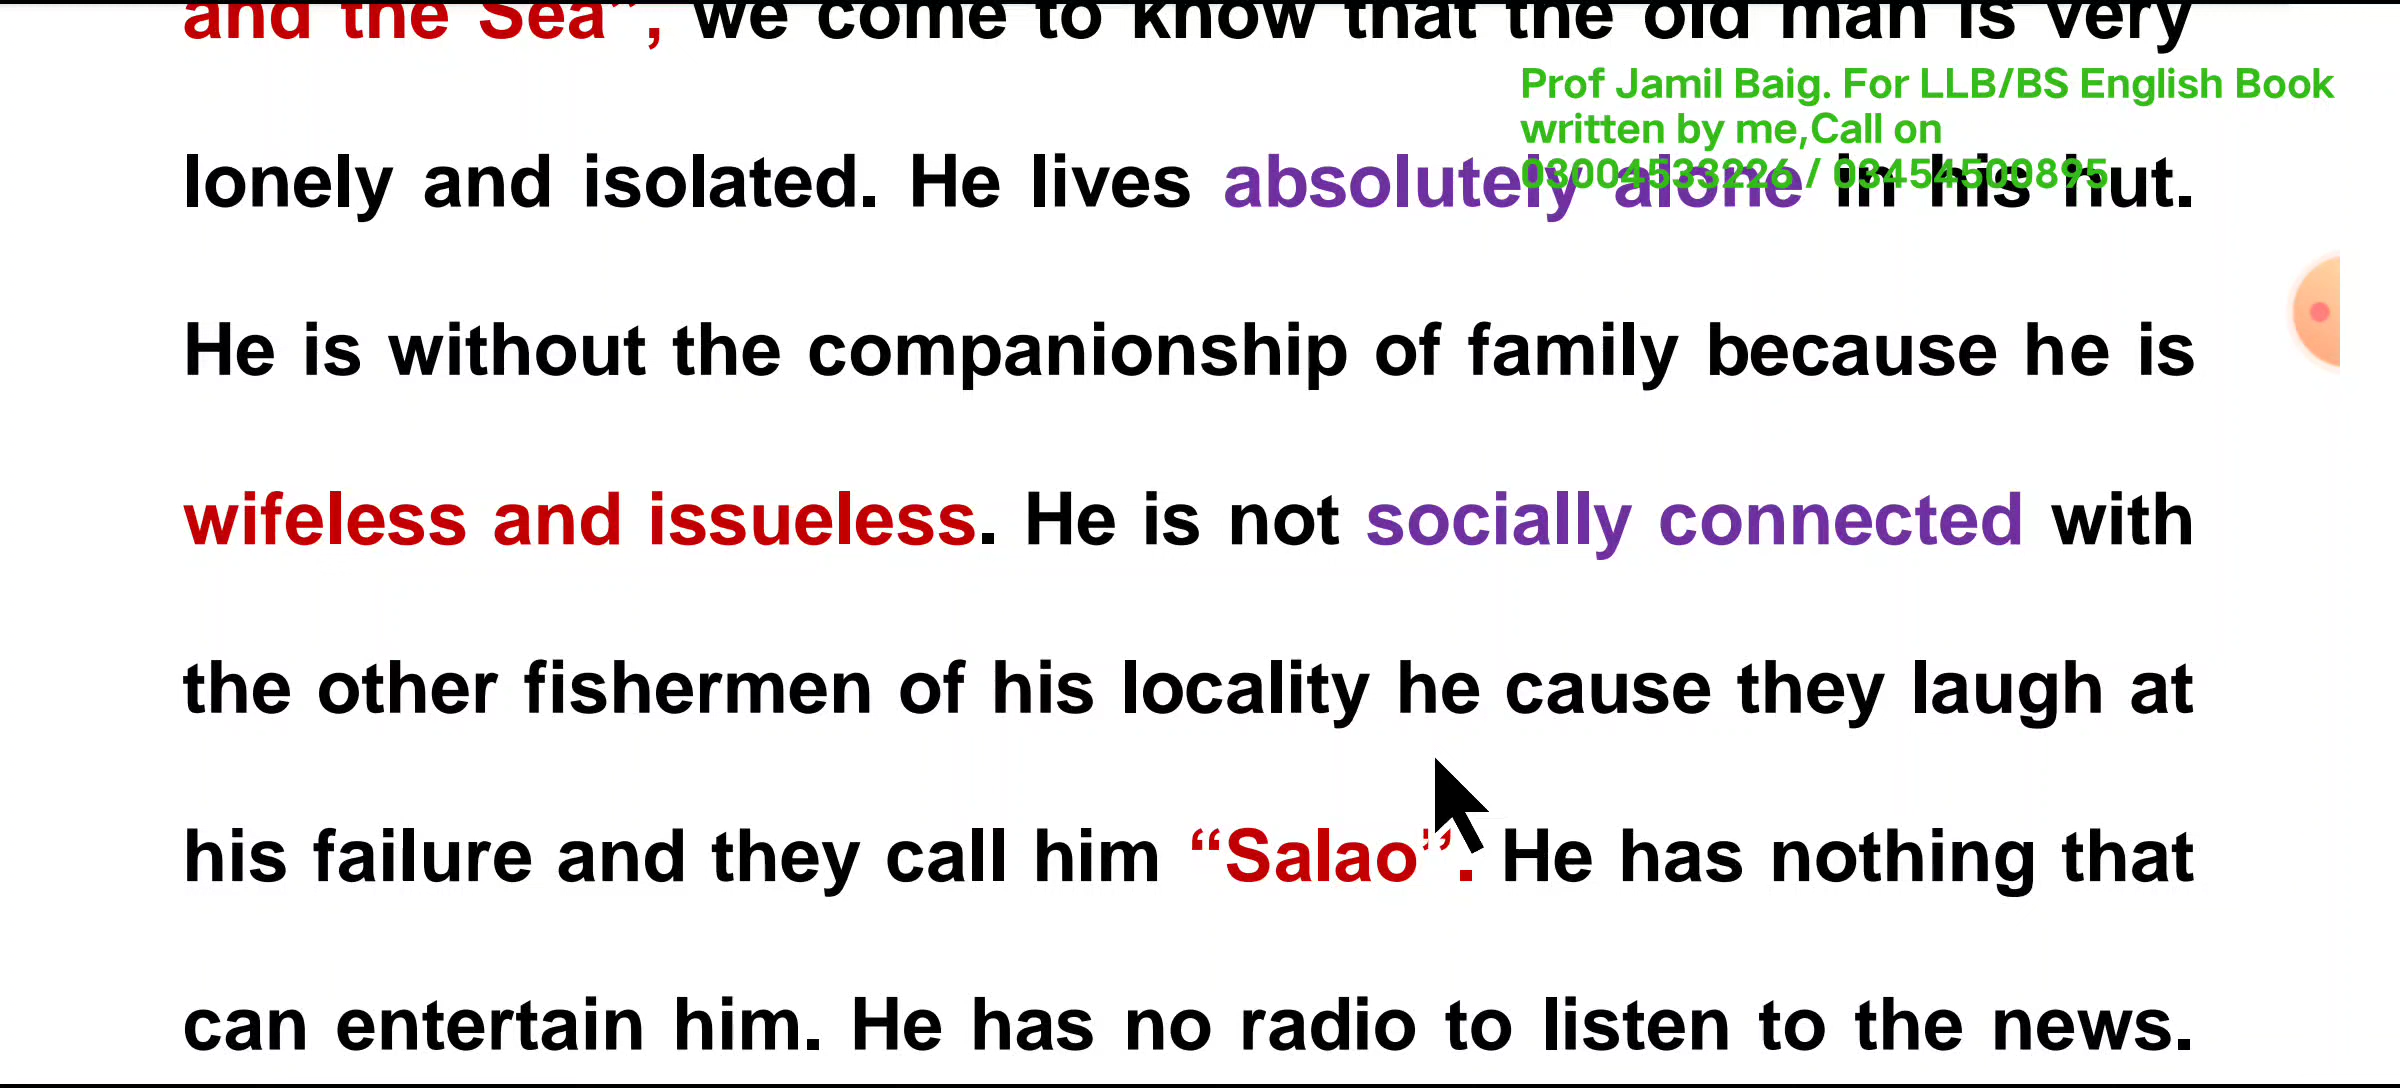 and the Sea”, we come to know that the old man is very
Prof Jamil Baig. For LLB/BS English Book
written by me,Call on
03004533226 / 03454500895
lonely and isolated. He lives absolutely alone in his hut.
He is without the companionship of family because he is
wifeless and issueless. He is not socially connected with
the other fishermen of his locality he cause they laugh at
his failure and they call him “Salao”. He has nothing that
can entertain him. He has no radio to listen to the news.